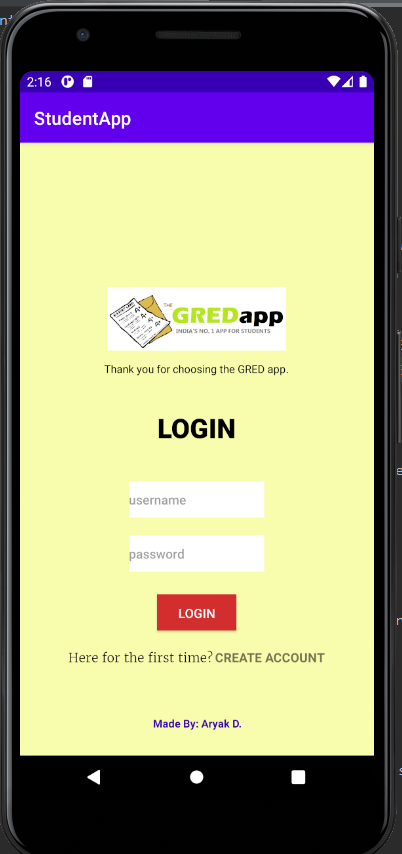 2:16
StudentApp
THE
GREDapp
INDIA'S NO. 1 APP FOR STUDENTS
Thank you for choosing the GRED app.
LOGIN
username
password
LOGIN
Here for the first time? CREATE ACCOUNT
Made By: Aryak D.